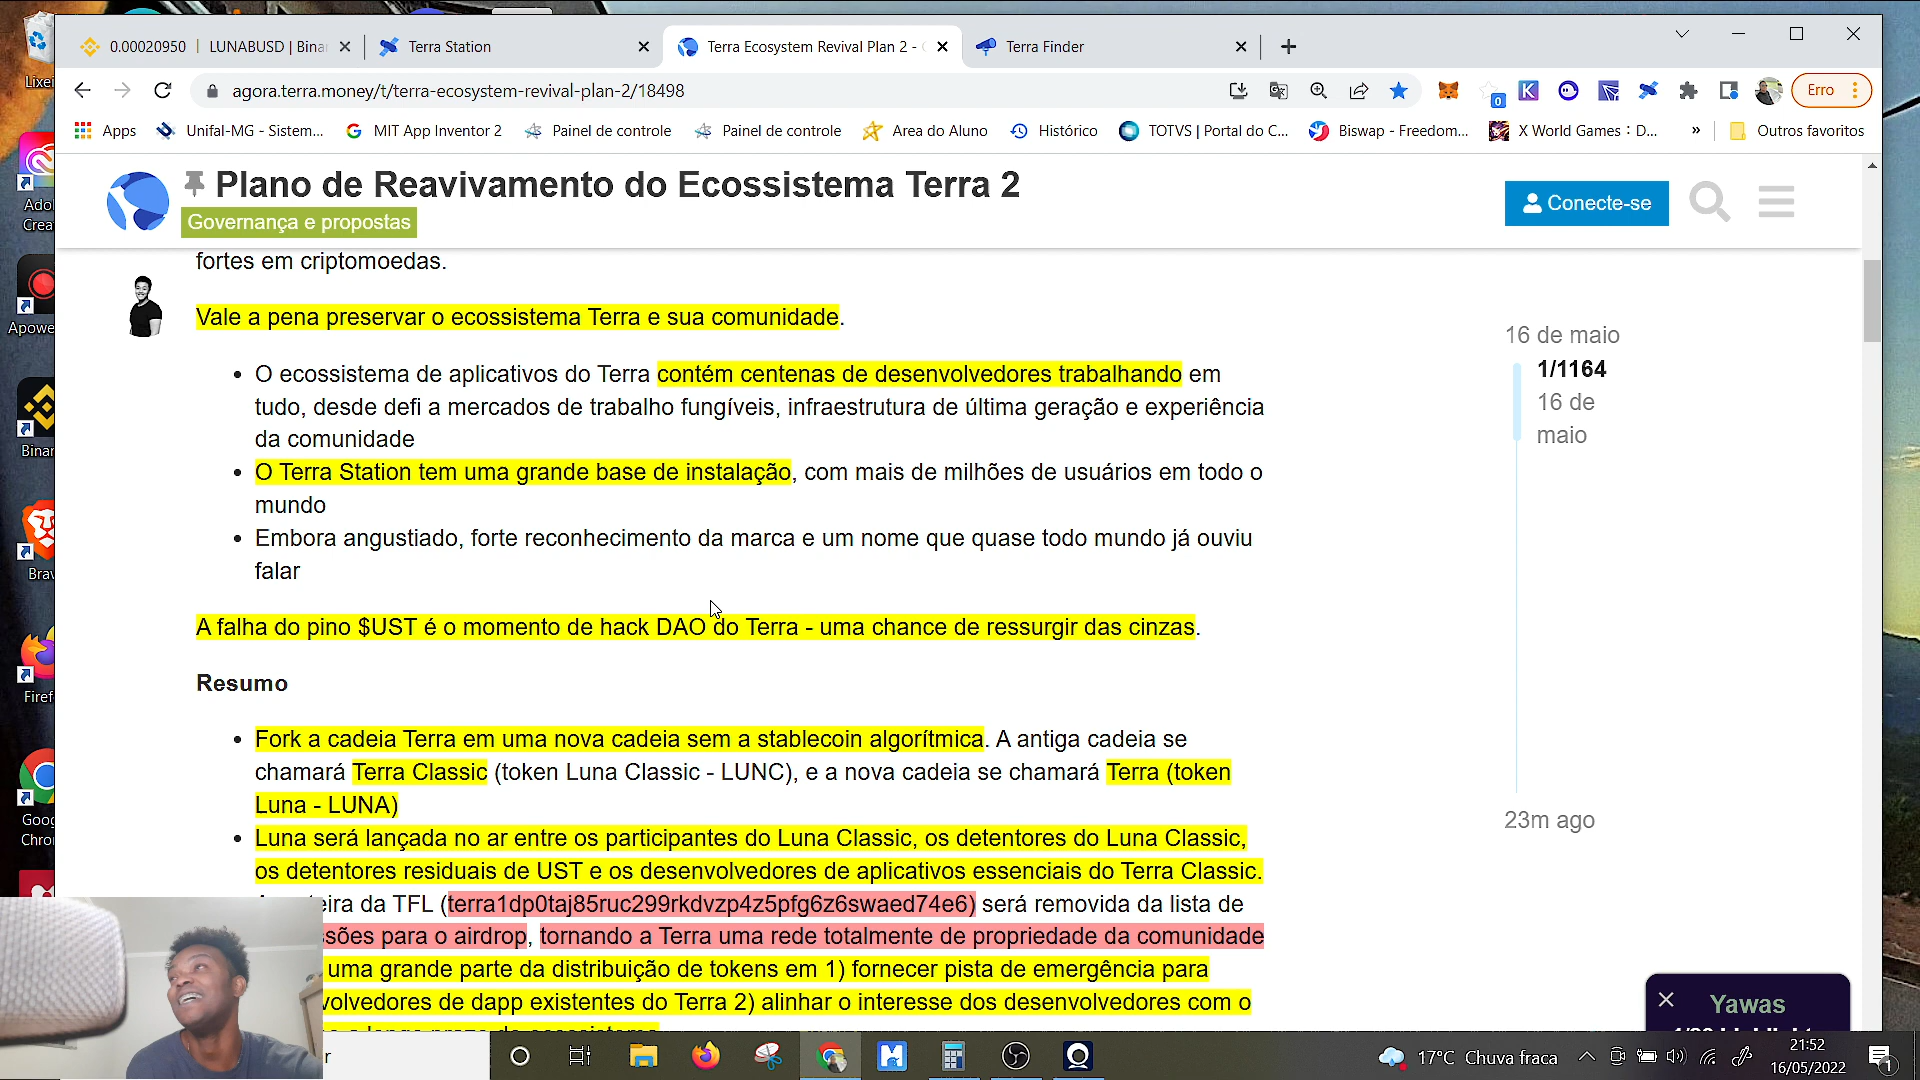 0.00020950 | LUNABUSD | Bina
Terra Station
Terra Ecosystem Revival Plan 2 -
Terra Finder
agora.terra.money/t/terra-ecosystem-revival-plan-2/18498
0
K
Erro
Apps
Unifal-MG - Sistem...
MIT App Inventor 2
Painel de controle
Painel de controle
Area do Aluno
Histórico
TOTVS | Portal do C...
Biswap - Freedom...
X World Games : D...
»
Outros favoritos
Plano de Reavivamento do Ecossistema Terra 2
Governança e propostas
Conecte-se
fortes em criptomoedas.
Vale a pena preservar o ecossistema Terra e sua comunidade.
• O ecossistema de aplicativos do Terra contém centenas de desenvolvedores trabalhando em
tudo, desde defi a mercados de trabalho fungíveis, infraestrutura de última geração e experiência
da comunidade
• O Terra Station tem uma grande base de instalação, com mais de milhões de usuários em todo o
mundo
• Embora angustiado, forte reconhecimento da marca e um nome que quase todo mundo já ouviu
falar
A falha do pino $UST é o momento de hack DAO do Terra - uma chance de ressurgir das cinzas.
Resumo
• Fork a cadeia Terra em uma nova cadeia sem a stablecoin algorítmica. A antiga cadeia se
chamará Terra Classic (token Luna Classic - LUNC), e a nova cadeia se chamará Terra (token
Luna - LUNA)
• Luna será lançada no ar entre os participantes do Luna Classic, os detentores do Luna Classic,
os detentores residuais de UST e os desenvolvedores de aplicativos essenciais do Terra Classic.
eira da TFL (terra1dp0taj85ruc299rkdvzp4z5pfg6z6swaed74e6) será removida da lista de
sões para o airdrop, tornando a Terra uma rede totalmente de propriedade da comunidade
uma grande parte da distribuição de tokens em 1) fornecer pista de emergência para
volvedores de dapp existentes do Terra 2) alinhar o interesse dos desenvolvedores com o
16 de maio
1/1164
16 de
maio
23m ago
Yawas
Lixei
Ado
Crea
Apowe
Binar
Brav
Firef
Goog
Chro
r
17°C Chuva fraca
21:52
16/05/2022
1